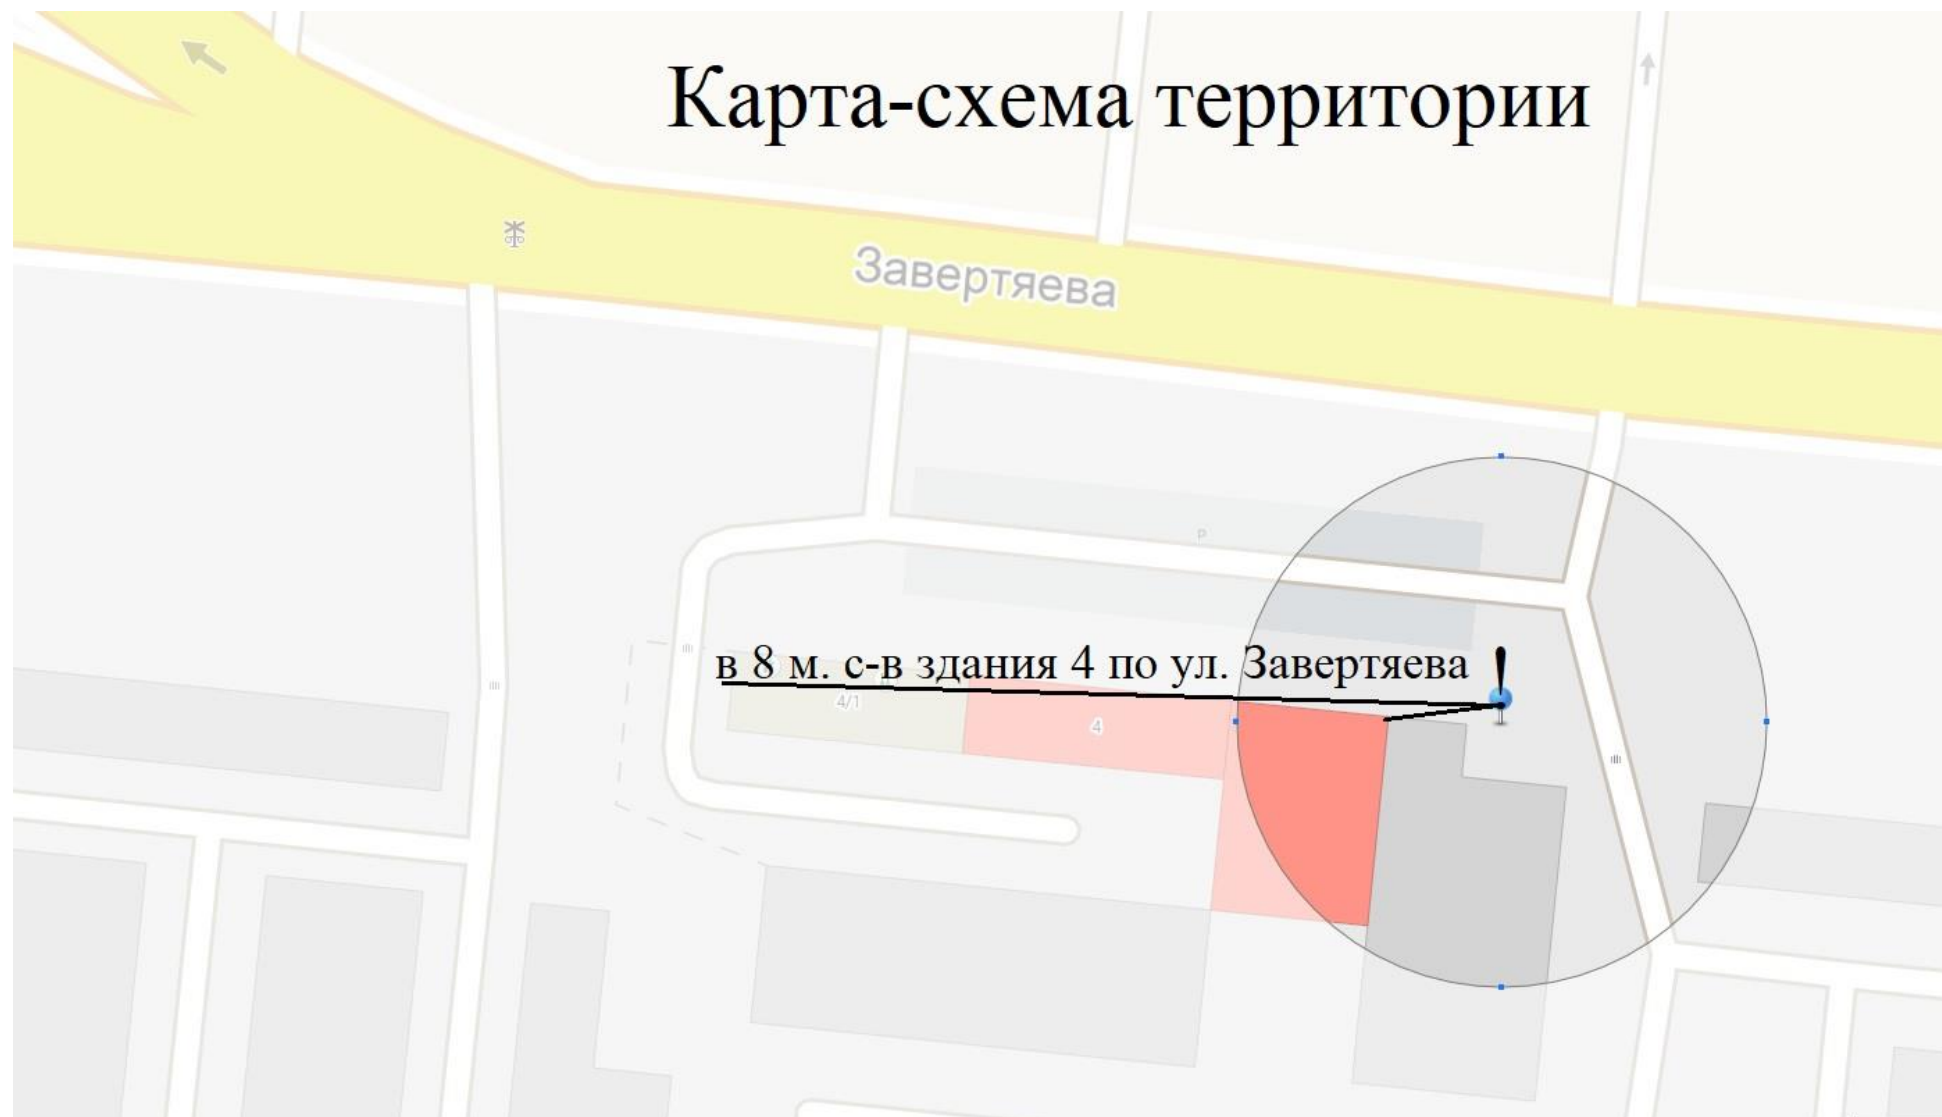 Карта-схема территории
Завертяева
P
в 8 м. с-в здания 4 по ул. Завертяева
4/1
4